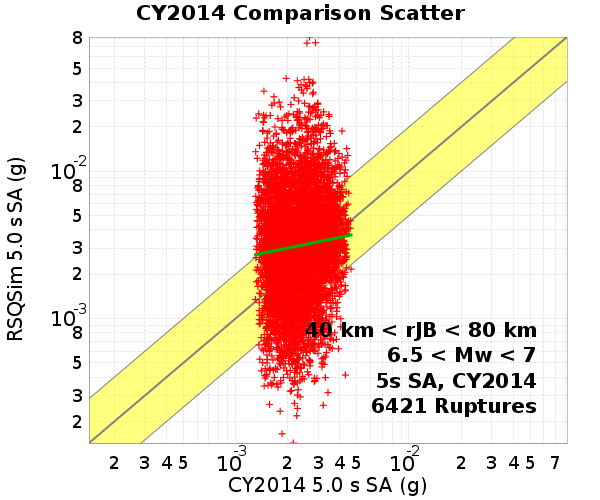 CY2014 Comparison Scatter
RSQSim 5.0 s SA (g)
8
5
3
2
10-2
8
5
3
2
10-3
8
5
3
2
40 km < rJB < 80 km
6.5 < Mw < 7
5s SA, CY2014
6421 Ruptures
2 3 4 5 10-3 2 3 4 5 10-2 2 3 4 5 7
CY2014 5.0 s SA (g)